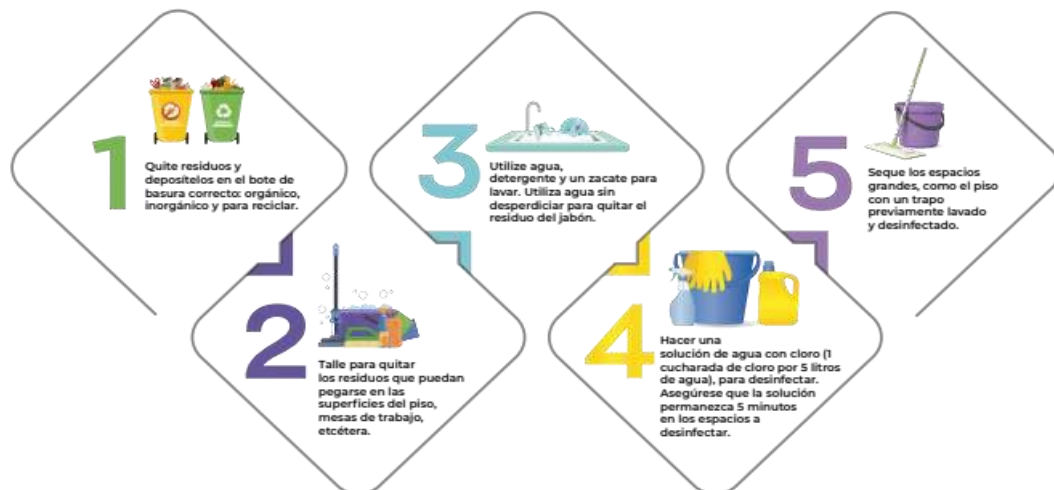 1
Quite residuos y
deposítelos en el bote de
basura correcto: orgánico,
inorgánico y para reciclar.
2
Talle para quitar
los residuos que puedan
pegarse en las
superficies del piso,
mesas de trabajo,
etcétera.
3
Utilize agua,
detergente y un zacate para
lavar. Utiliza agua sin
desperdiciar para quitar el
residuo del jabón.
4
Hacer una
solución de agua con cloro (1
cucharada de cloro por 5 litros
de agua), para desinfectar.
Asegúrese que la solución
permanezca 5 minutos
en los espacios a
desinfectar.
5
Seque los espacios
grandes, como el piso
con un trapo
previamente lavado
y desinfectado.